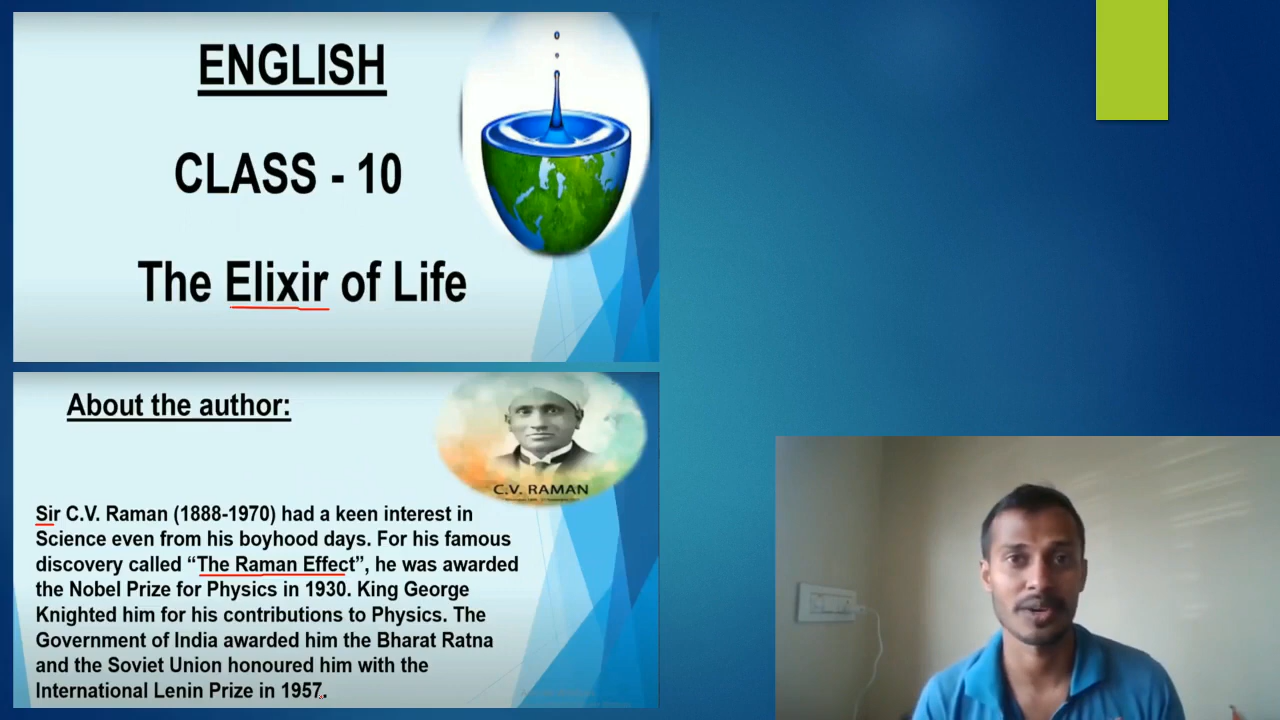 ENGLISH
CLASS - 10
The Elixir of Life
About the author:
C.V. RAMAN
Sir C.V. Raman (1888-1970) had a keen interest in
Science even from his boyhood days. For his famous
discovery called “The Raman Effect”, he was awarded
the Nobel Prize for Physics in 1930. King George
Knighted him for his contributions to Physics. The
Government of India awarded him the Bharat Ratna
and the Soviet Union honoured him with the
International Lenin Prize in 1957.